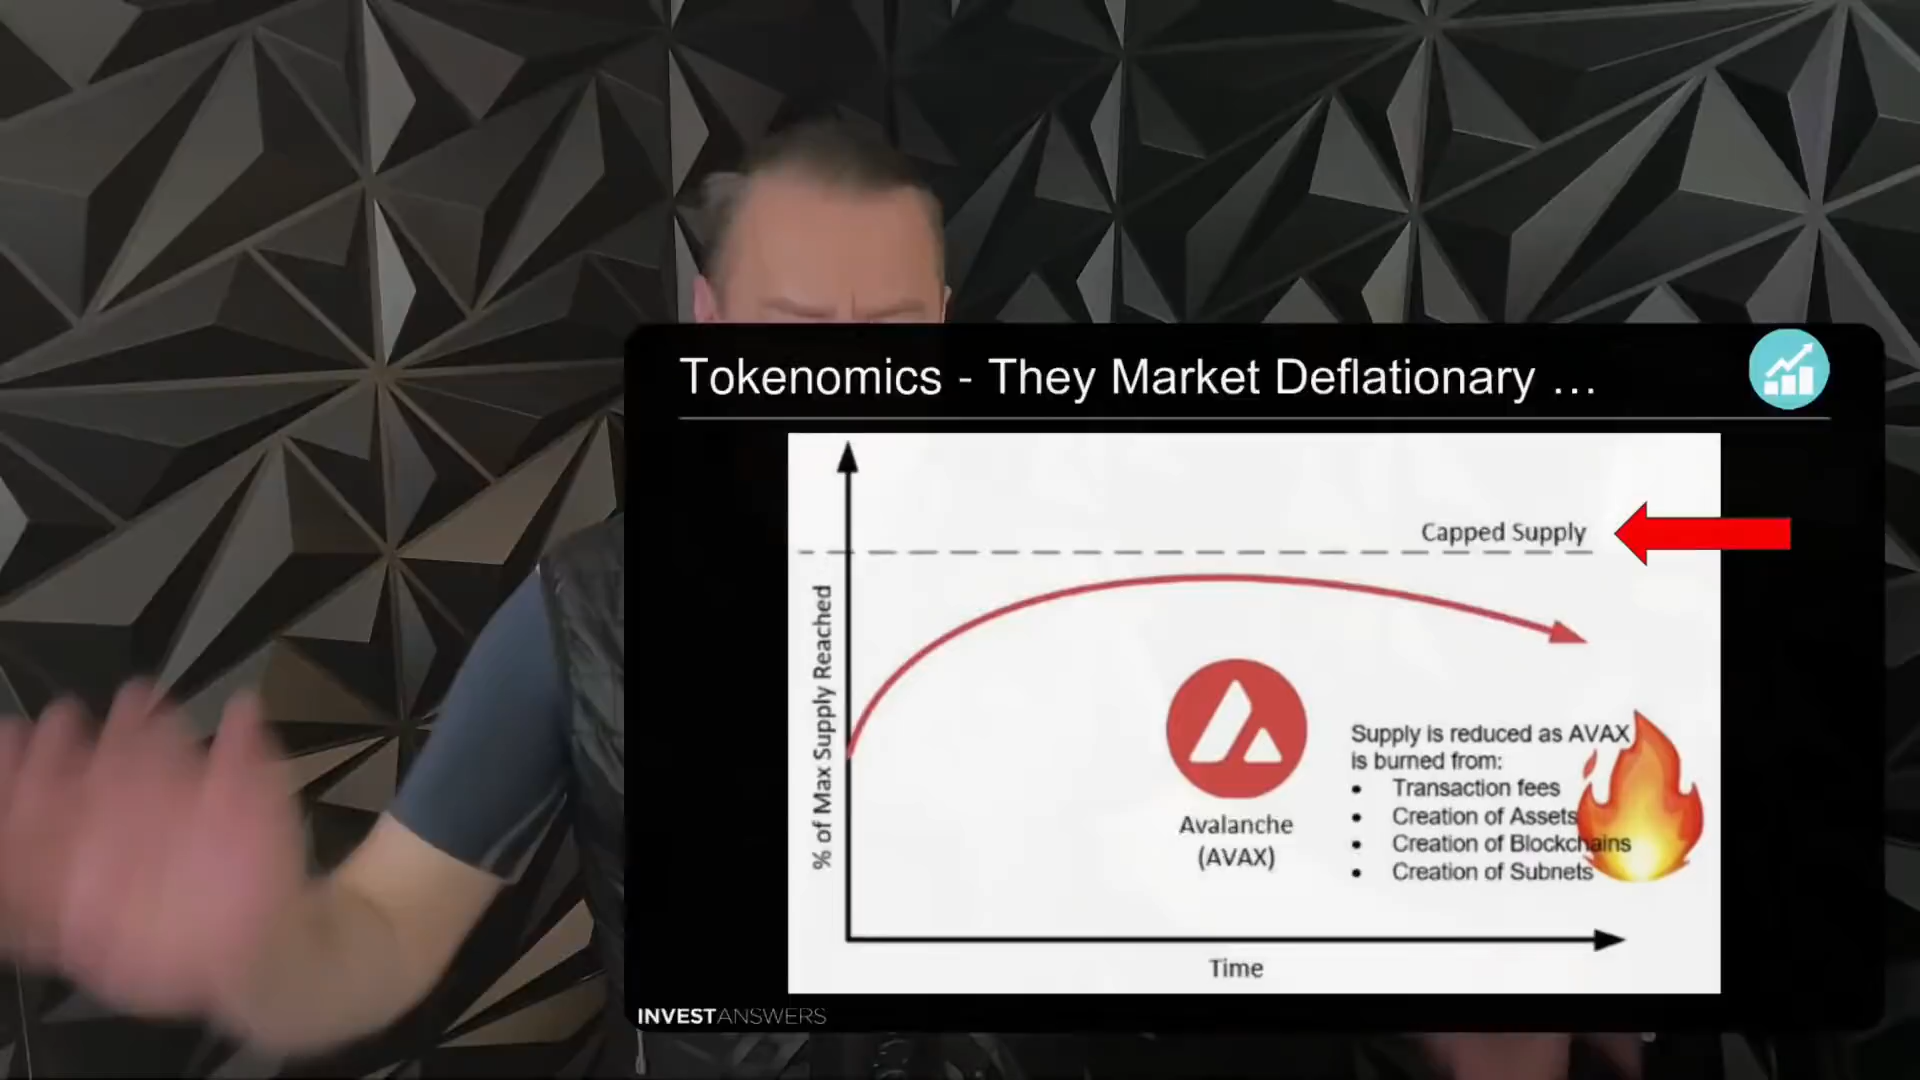 Tokenomics - They Market Deflationary ...
Capped Supply
% of Max Supply Reached
Supply is reduced as AVAX
is burned from:
• Transaction fees
• Creation of Assets
• Creation of Blockchains
• Creation of Subnets
Avalanche
(AVAX)
Time
INVESTANSWERS